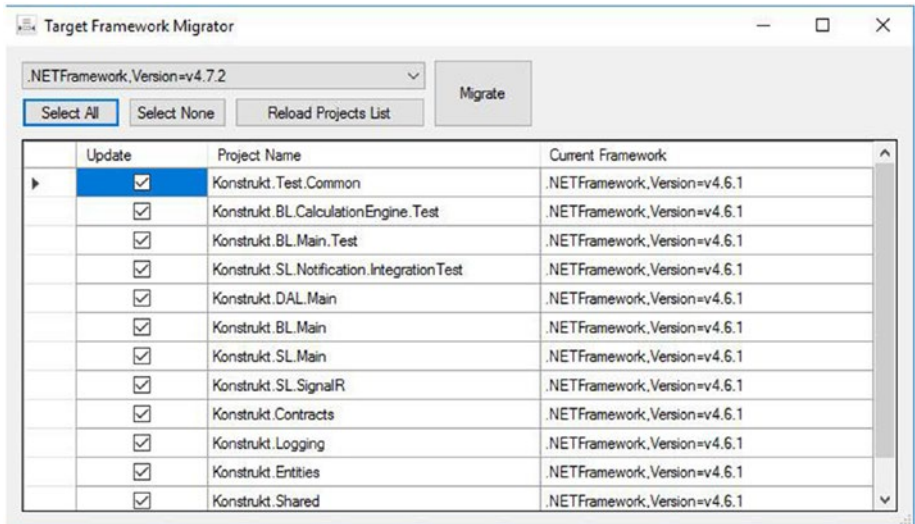 Target Framework Migrator
.NETFramework,Version=v4.7.2
Migrate
Select All Select None Reload Projects List
Update Project Name Current Framework
Konstrukt.Test.Common .NETFramework,Version=v4.6.1
Konstrukt.BL.CalculationEngine.Test .NETFramework,Version=v4.6.1
Konstrukt.BL.Main.Test .NETFramework,Version=v4.6.1
Konstrukt.SL.Notification.IntegrationTest .NETFramework,Version=v4.6.1
Konstrukt.DAL.Main .NETFramework,Version=v4.6.1
Konstrukt.BL.Main .NETFramework,Version=v4.6.1
Konstrukt.SL.Main .NETFramework,Version=v4.6.1
Konstrukt.SL.SignalR .NETFramework,Version=v4.6.1
Konstrukt.Contracts .NETFramework,Version=v4.6.1
Konstrukt.Logging .NETFramework,Version=v4.6.1
Konstrukt.Entities .NETFramework,Version=v4.6.1
Konstrukt.Shared .NETFramework,Version=v4.6.1